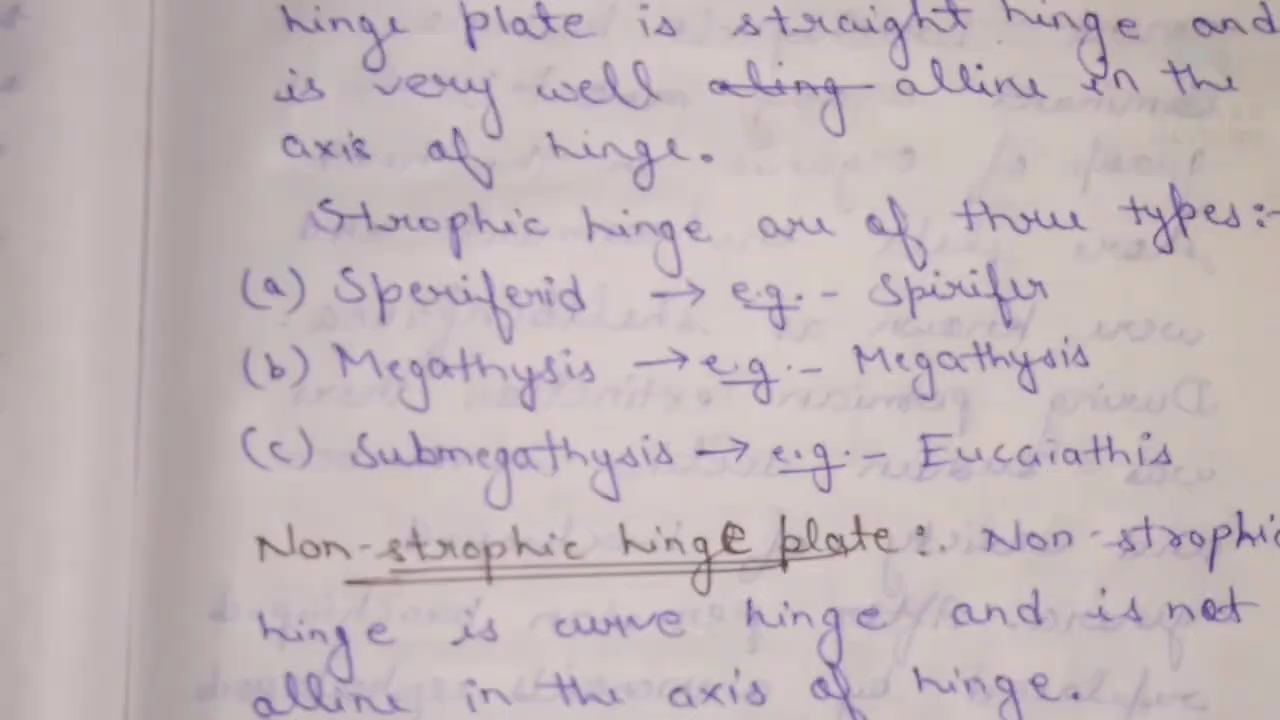 hinge plate is straight hinge and
is very well aling alline in the
axis of hinge.
Strophic hinge are of three types:-
(a) Speriferid → e.g. - Spirifer
(b) Megathysis → e.g. - Megathysis
(c) Submegathysis → e.g. - Eucaiathis
Non-strophic hinge plate :. Non-strophic
hinge is curve hinge and is not
alline in the axis of hinge.